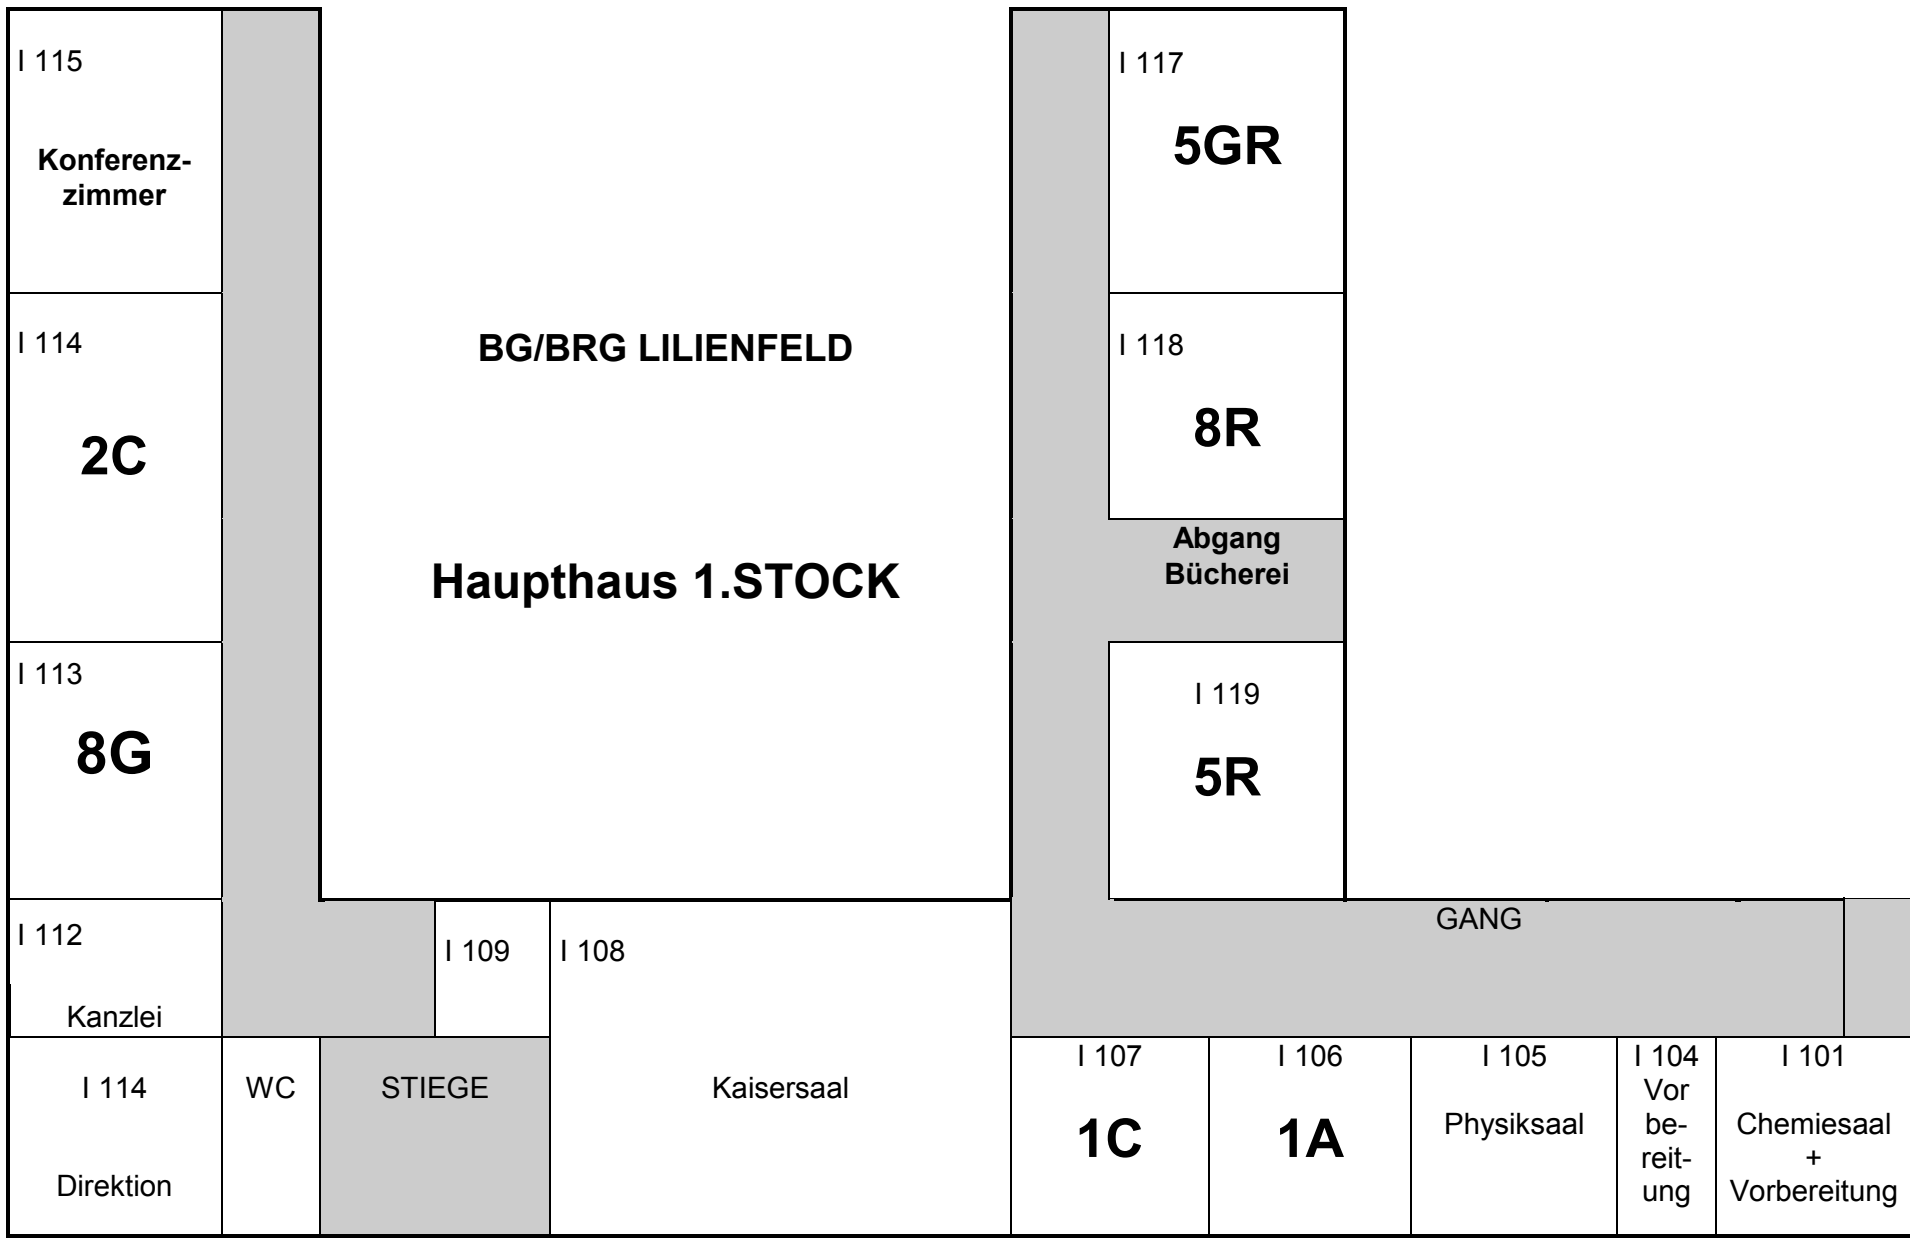 I 115
Konferenz-
zimmer
I 114
2C
I 113
8G
I 112
Kanzlei
I 114
Direktion
WC
STIEGE
I 109
I 108
Kaisersaal
BG/BRG LILIENFELD
Haupthaus 1.STOCK
I 117
5GR
I 118
8R
Abgang
Bücherei
I 119
5R
GANG
I 107
1C
I 106
1A
I 105
Physiksaal
I 104
Vor
be-
reit-
ung
I 101
Chemiesaal
+
Vorbereitung